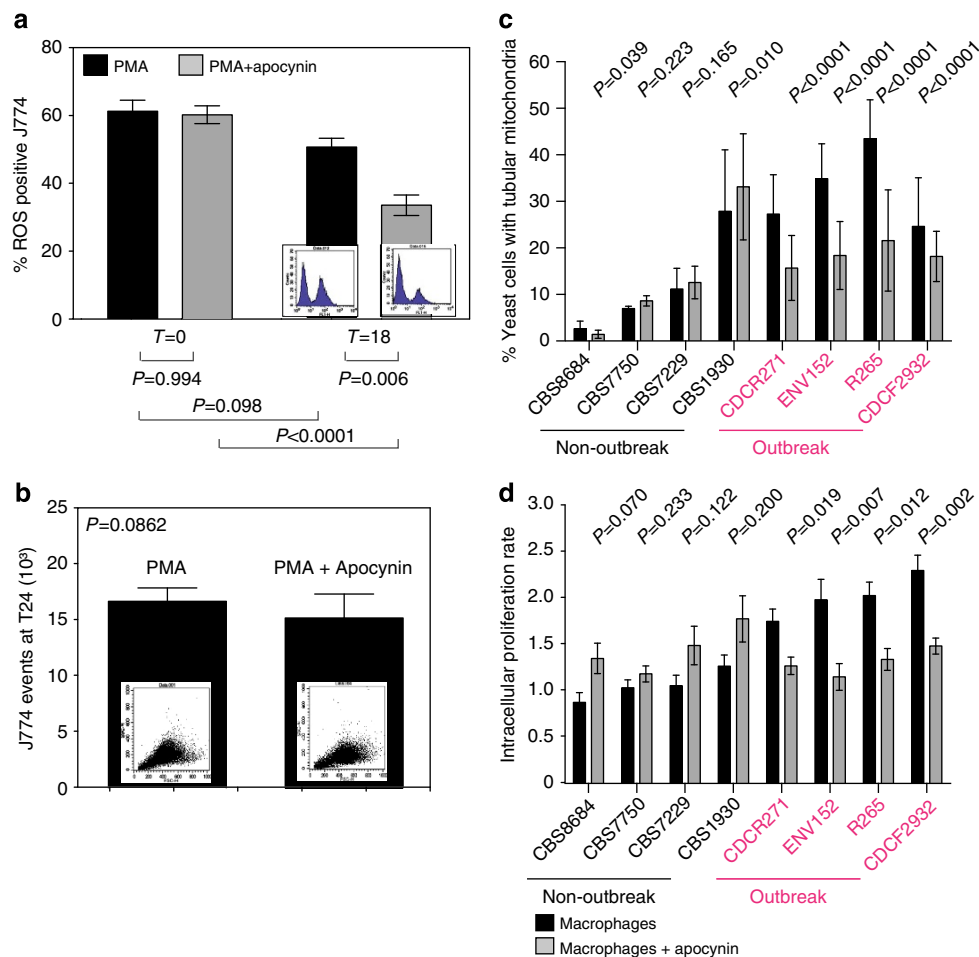 a
PMA
PMA+apocynin
% ROS positive J774
80
60
40
20
0
T=0
T=18
P=0.994
P=0.006
P=0.098
P<0.0001
b
J774 events at T24 (10³)
25
20
15
10
5
0
P=0.0862
PMA
PMA + Apocynin
c
% Yeast cells with tubular mitochondria
60
50
40
30
20
10
0
P=0.039
P=0.223
P=0.165
P=0.010
P<0.0001
P<0.0001
P<0.0001
P<0.0001
CBS8684
CBS7750
CBS7229
CBS1930
CDCR271
ENV152
R265
CDCF2932
Non-outbreak
Outbreak
d
Intracellular proliferation rate
3.0
2.5
2.0
1.5
1.0
0.5
0.0
P=0.070
P=0.233
P=0.122
P=0.200
P=0.019
P=0.007
P=0.012
P=0.002
CBS8684
CBS7750
CBS7229
CBS1930
CDCR271
ENV152
R265
CDCF2932
Non-outbreak
Outbreak
Macrophages
Macrophages + apocynin